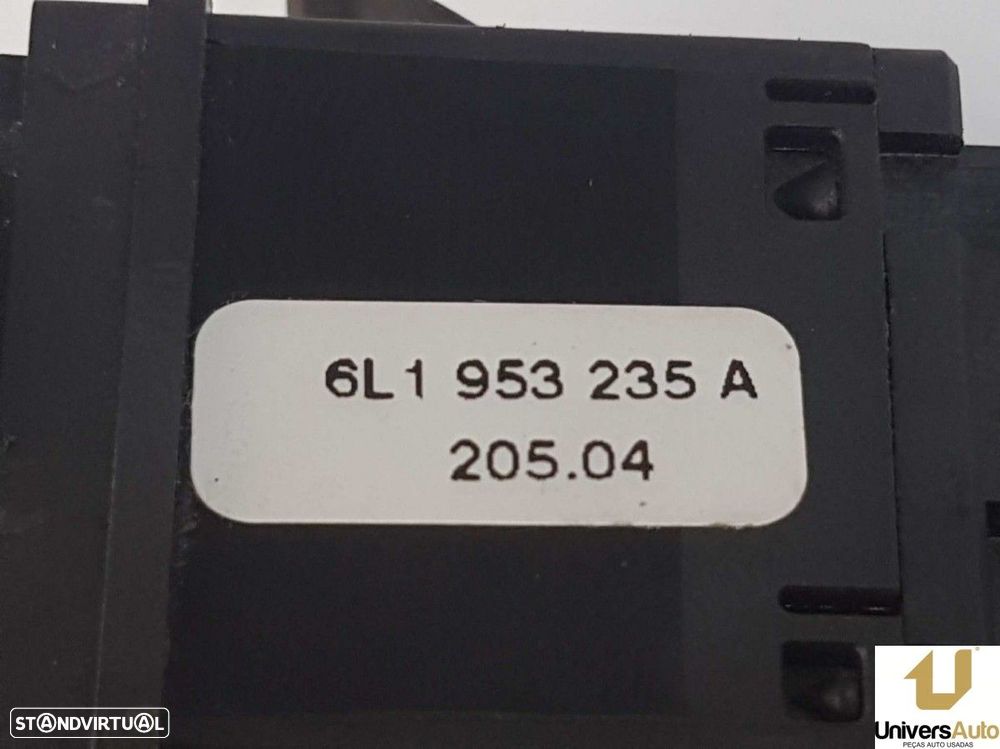 6L1 953 235 A
205.04
STANDVIRTUAL
UniversAuto
PEÇAS AUTO USADAS